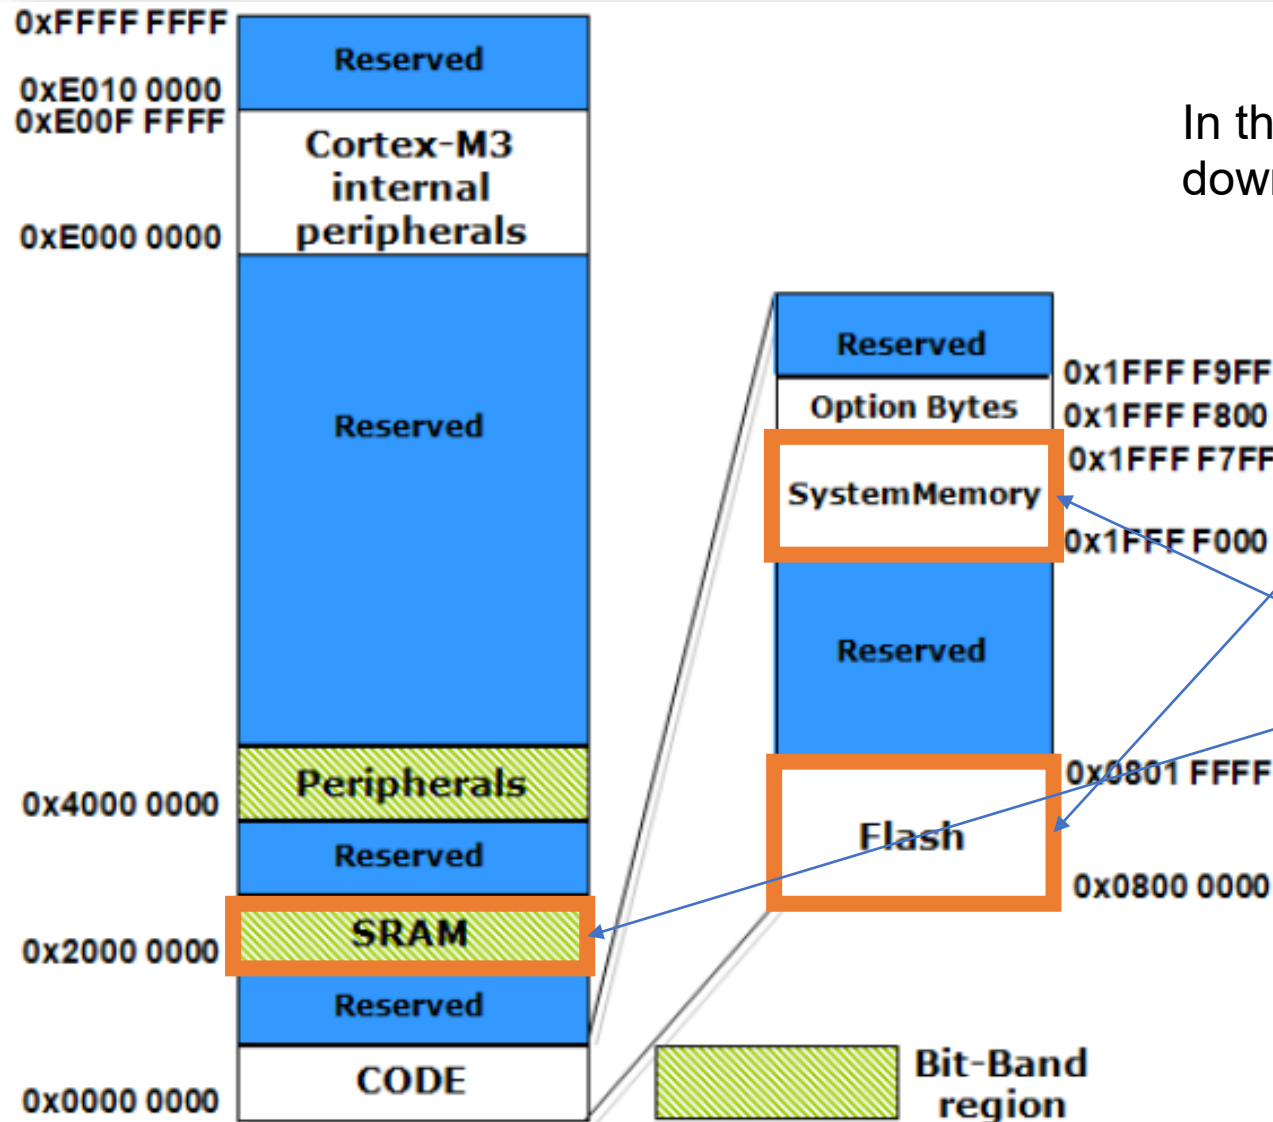 0xFFFF FFFF
Reserved
0xE010 0000
0xE00F FFFF
Cortex-M3
internal
peripherals
0xE000 0000
Reserved
Peripherals
0x4000 0000
Reserved
SRAM
0x2000 0000
Reserved
CODE
0x0000 0000
In th
dow
Reserved
0x1FFF F9FF
Option Bytes
0x1FFF F800
0x1FFF F7FF
SystemMemory
0x1FFF F000
Reserved
0x0801 FFFF
Flash
0x0800 0000
Bit-Band
region